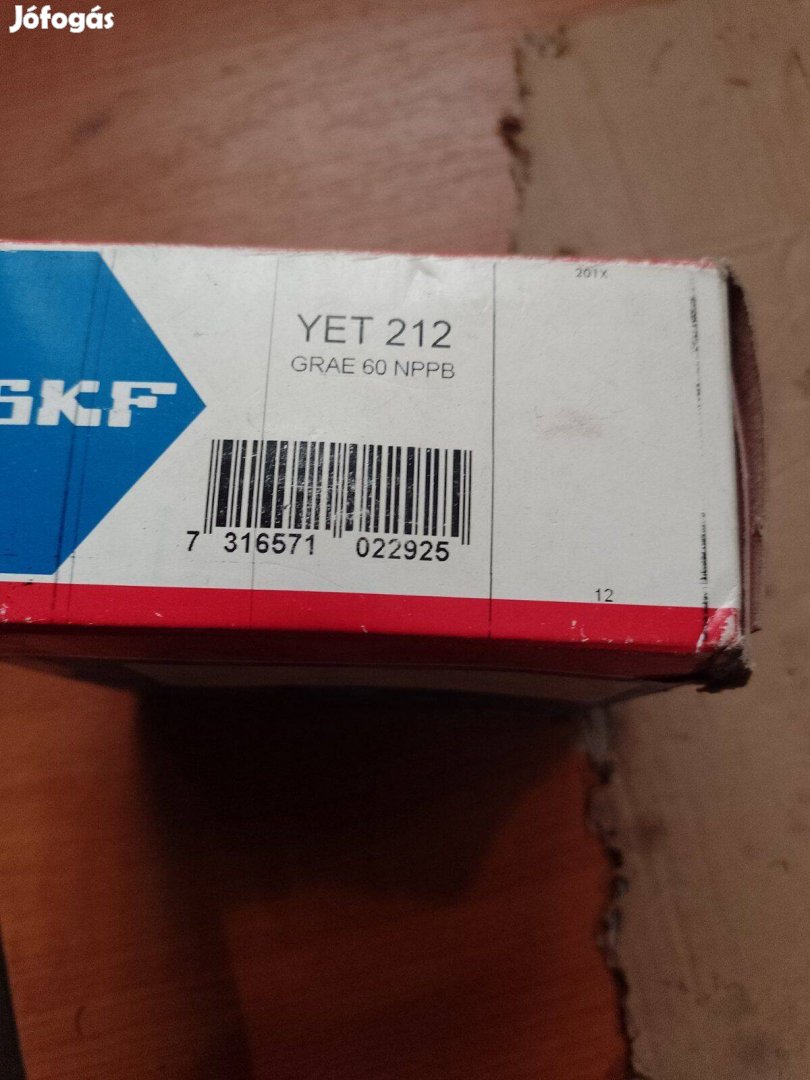 Jófogás
201X
YET 212
GRAE 60 NPPB
SKF
7 316571 022925
12